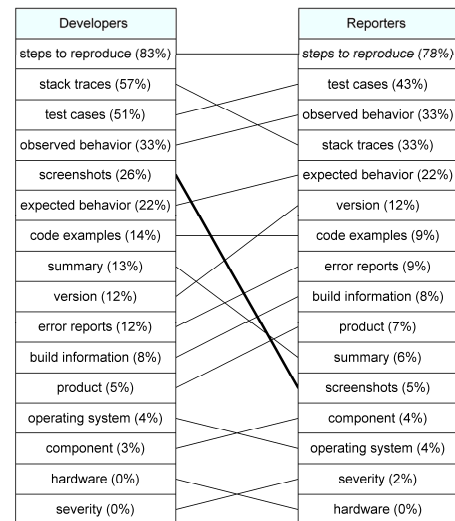 Developers
steps to reproduce (83%)
stack traces (57%)
test cases (51%)
observed behavior (33%)
screenshots (26%)
expected behavior (22%)
code examples (14%)
summary (13%)
version (12%)
error reports (12%)
build information (8%)
product (5%)
operating system (4%)
component (3%)
hardware (0%)
severity (0%)
Reporters
steps to reproduce (78%)
test cases (43%)
observed behavior (33%)
stack traces (33%)
expected behavior (22%)
version (12%)
code examples (9%)
error reports (9%)
build information (8%)
product (7%)
summary (6%)
screenshots (5%)
component (4%)
operating system (4%)
severity (2%)
hardware (0%)